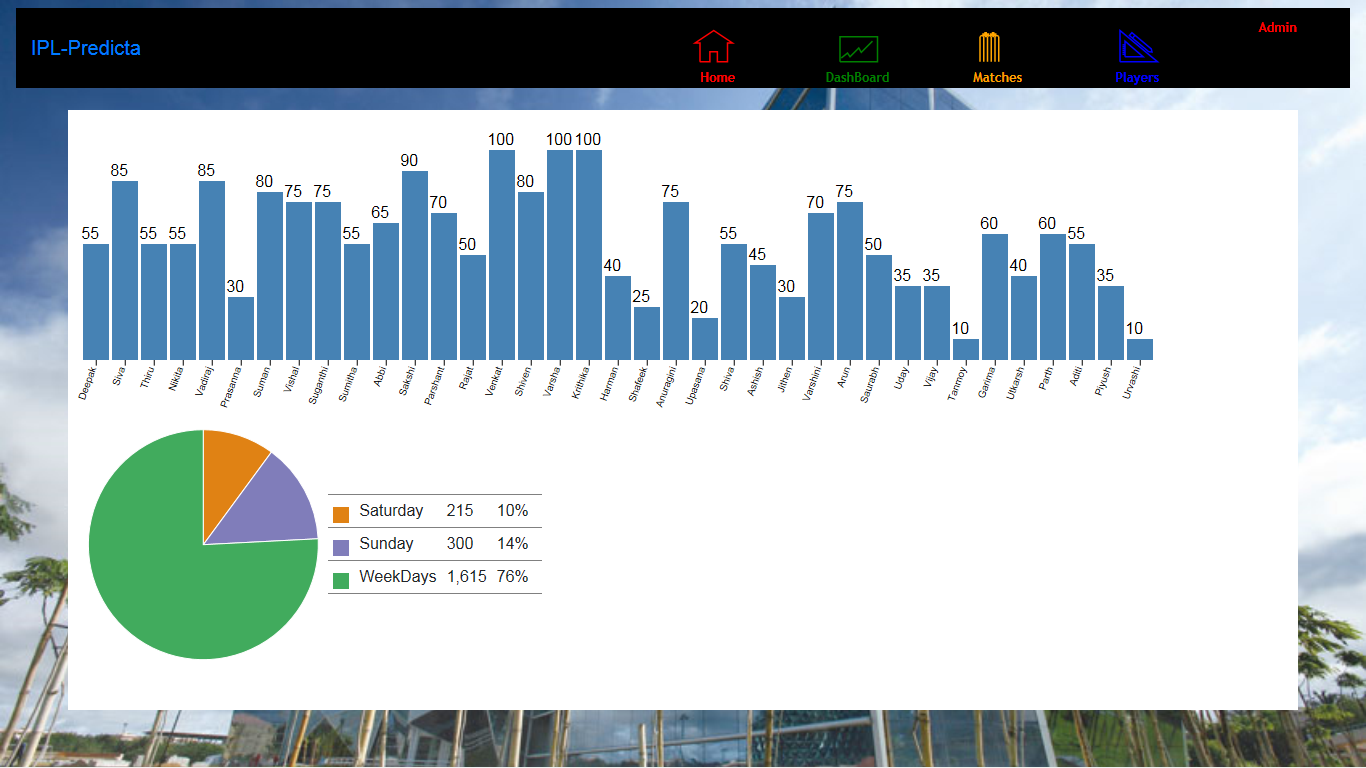 Admin
IPL-Predicta
Home DashBoard Matches Players
55 85 55 55 85 30 80 75 75 55 65 90 70 50 100 80 100 100 40 25 75 20 55 45 30 70 75 50 35 35 10 60 40 60 55 35 10
Deepak Siva Thiru Nikita Vadiraj Prasanna Suman Vishal Suganthi Sumitha Abbi Sakshi Parshant Rajat Venkat Shiven Varsha Krithika Harman Shafeek Anuragini Upasana Shiva Ashish Jithen Varshini Arun Saurabh Uday Vijay Tanmoy Garima Utkarsh Parth Aditi Piyush Urvashi
Saturday 215 10%
Sunday 300 14%
WeekDays 1,615 76%